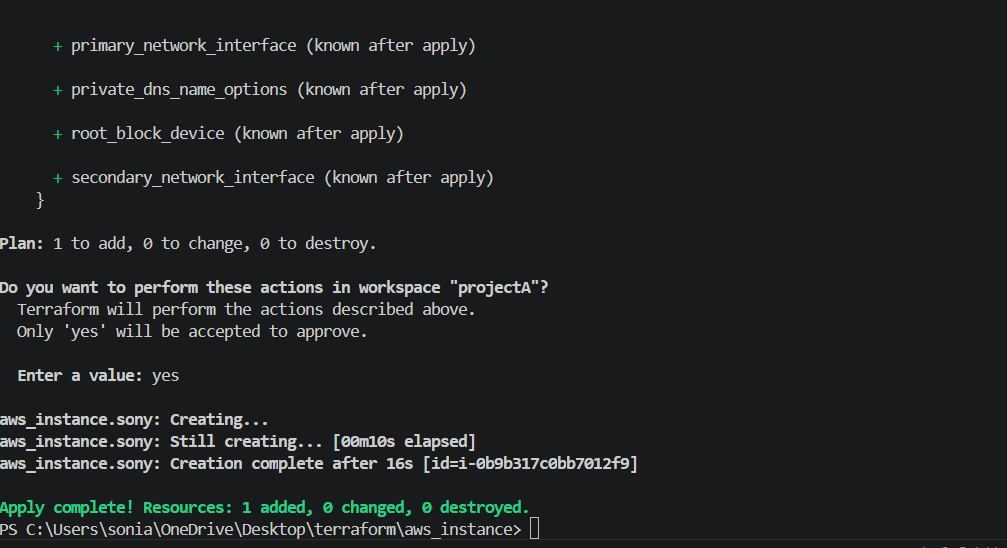 + primary_network_interface (known after apply)
+ private_dns_name_options (known after apply)
+ root_block_device (known after apply)
+ secondary_network_interface (known after apply)
}
Plan: 1 to add, 0 to change, 0 to destroy.
Do you want to perform these actions in workspace "projectA"?
Terraform will perform the actions described above.
Only 'yes' will be accepted to approve.
Enter a value: yes
aws_instance.sony: Creating...
aws_instance.sony: Still creating... [00m10s elapsed]
aws_instance.sony: Creation complete after 16s [id=i-0b9b317c0bb7012f9]
Apply complete! Resources: 1 added, 0 changed, 0 destroyed.
PS C:\Users\sonia\OneDrive\Desktop\terraform\aws_instance>